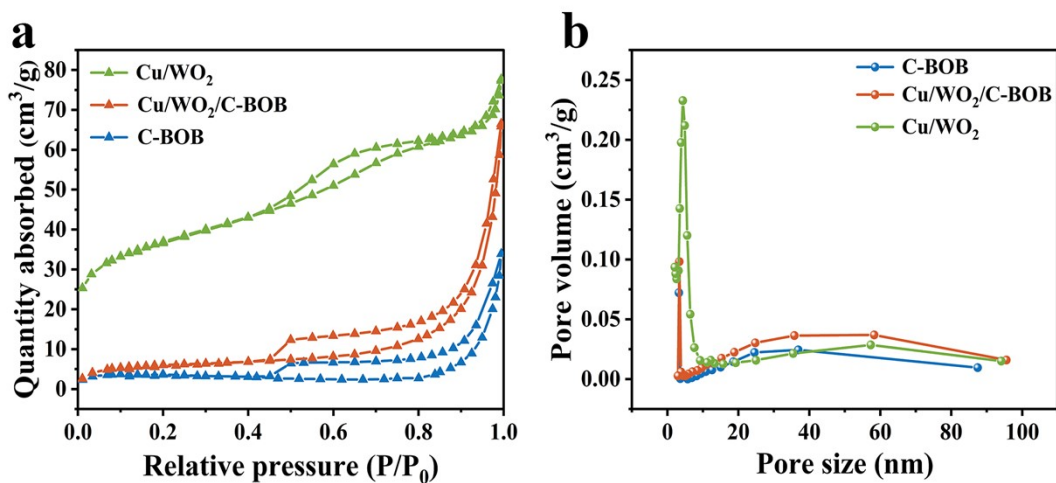 a
Quantity absorbed (cm³/g)
80
70
60
50
40
30
20
10
0
Cu/WO₂
Cu/WO₂/C-BOB
C-BOB
0.0 0.2 0.4 0.6 0.8 1.0
Relative pressure (P/P₀)
b
Pore volume (cm³/g)
0.25
0.20
0.15
0.10
0.05
0.00
C-BOB
Cu/WO₂/C-BOB
Cu/WO₂
0 20 40 60 80 100
Pore size (nm)